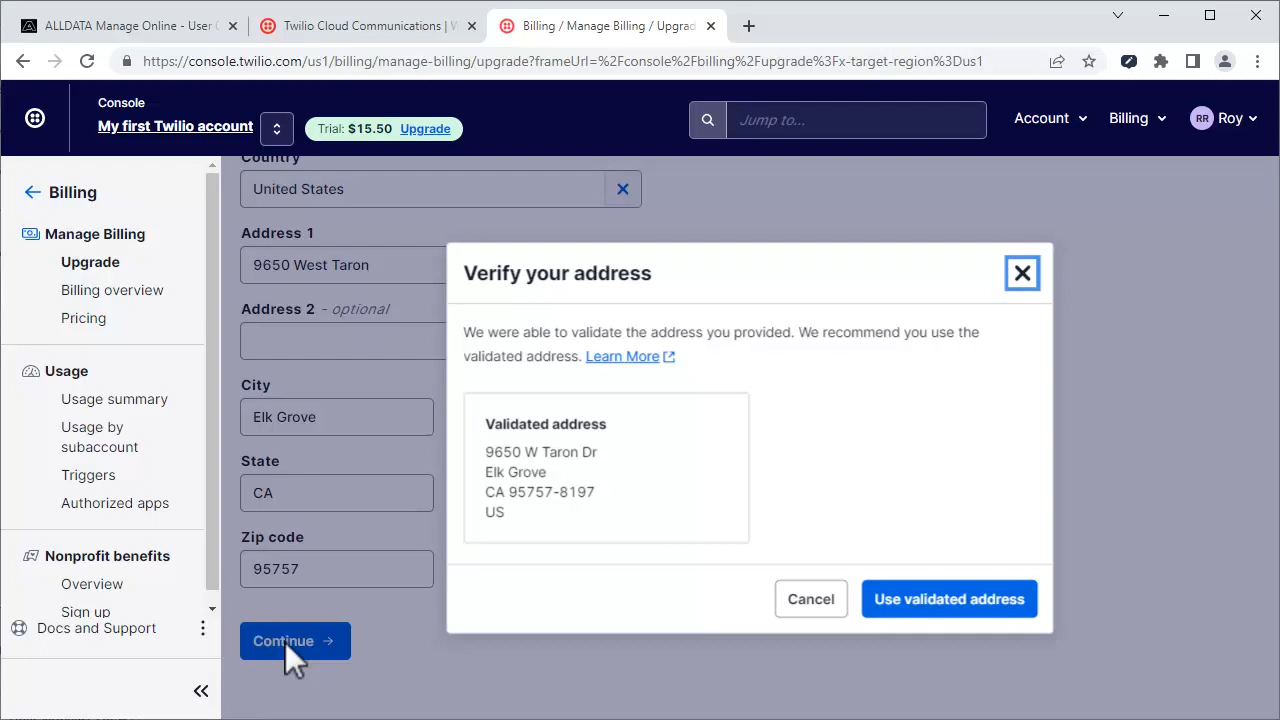 ALLDATA Manage Online - User
Twilio Cloud Communications |
Billing / Manage Billing / Upgrad
https://console.twilio.com/us1/billing/manage-billing/upgrade?frameUrl=%2Fconsole%2Fbilling%2Fupgrade%3Fx-target-region%3Dus1
Console
My first Twilio account
Trial: $15.50 Upgrade
Jump to...
Account
Billing
RR
Roy
Billing
Manage Billing
Upgrade
Billing overview
Pricing
Usage
Usage summary
Usage by
subaccount
Triggers
Authorized apps
Nonprofit benefits
Overview
Sign up
Docs and Support
Country
United States
Address 1
9650 West Taron
Address 2 - optional
City
Elk Grove
State
CA
Zip code
95757
Continue
Verify your address
We were able to validate the address you provided. We recommend you use the
validated address. Learn More
Validated address
9650 W Taron Dr
Elk Grove
CA 95757-8197
US
Cancel
Use validated address